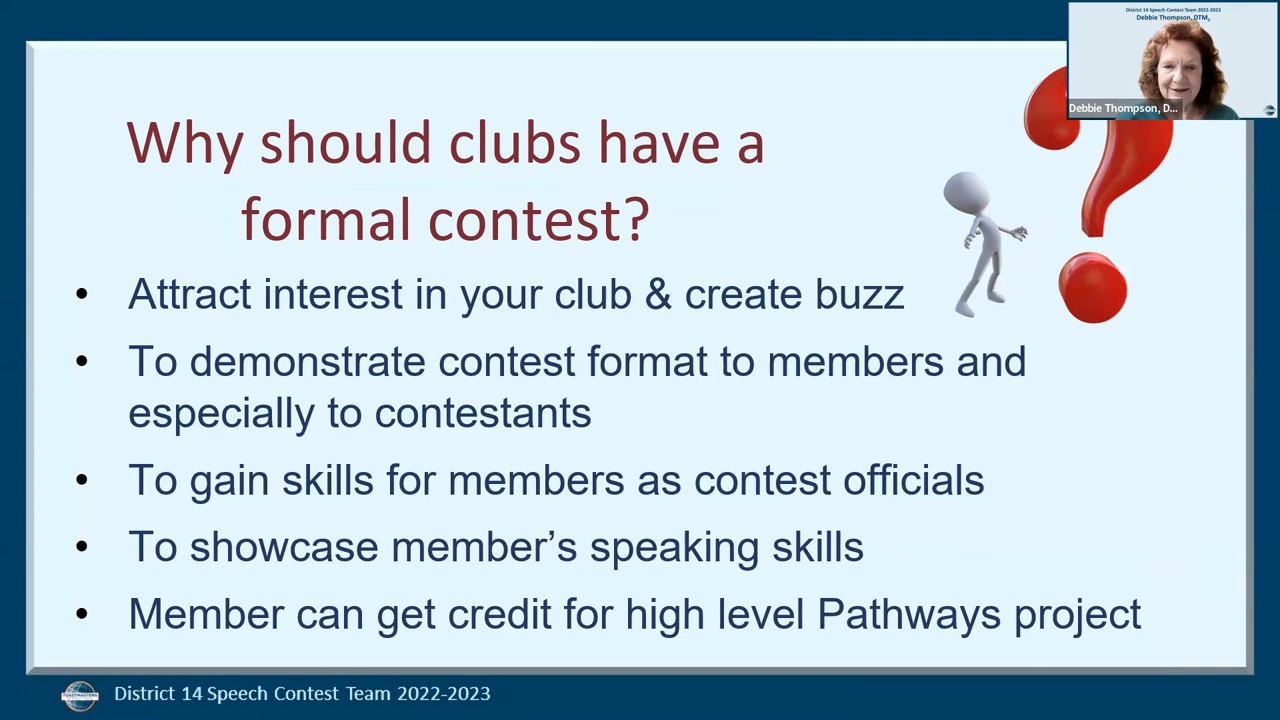 District 14 Speech Contest Team 2022-2023
Debbie Thompson, DTM,
Debbie Thompson, D...
Why should clubs have a
formal contest?
• Attract interest in your club & create buzz
• To demonstrate contest format to members and
especially to contestants
• To gain skills for members as contest officials
• To showcase member’s speaking skills
• Member can get credit for high level Pathways project
TOASTMASTERS
District 14 Speech Contest Team 2022-2023